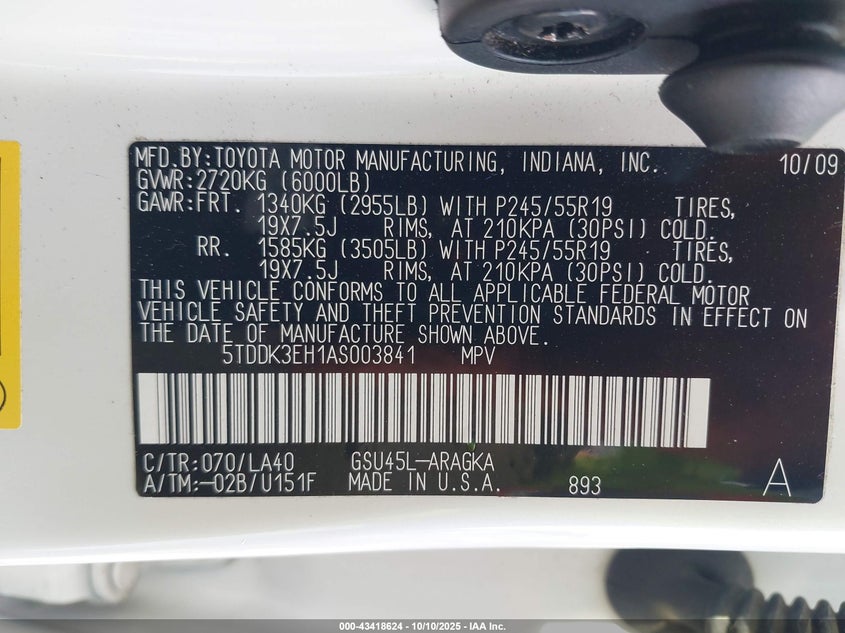 MFD.BY:TOYOTA MOTOR MANUFACTURING, INDIANA, INC. 10/09
GVWR:2720KG (6000LB)
GAWR:FRT. 1340KG (2955LB) WITH P245/55R19 TIRES,
19X7.5J RIMS, AT 210KPA (30PSI) COLD.
RR. 1585KG (3505LB) WITH P245/55R19 TIRES,
19X7.5J RIMS, AT 210KPA (30PSI) COLD.
THIS VEHICLE CONFORMS TO ALL APPLICABLE FEDERAL MOTOR
VEHICLE SAFETY AND THEFT PREVENTION STANDARDS IN EFFECT ON
THE DATE OF MANUFACTURE SHOWN ABOVE.
5TDDK3EH1AS003841 MPV
C/TR:070/LA40 GSU45L-ARAGKA
A/TM:-02B/U151F MADE IN U.S.A. 893 A
000-43418624 - 10/10/2025 - IAA Inc.